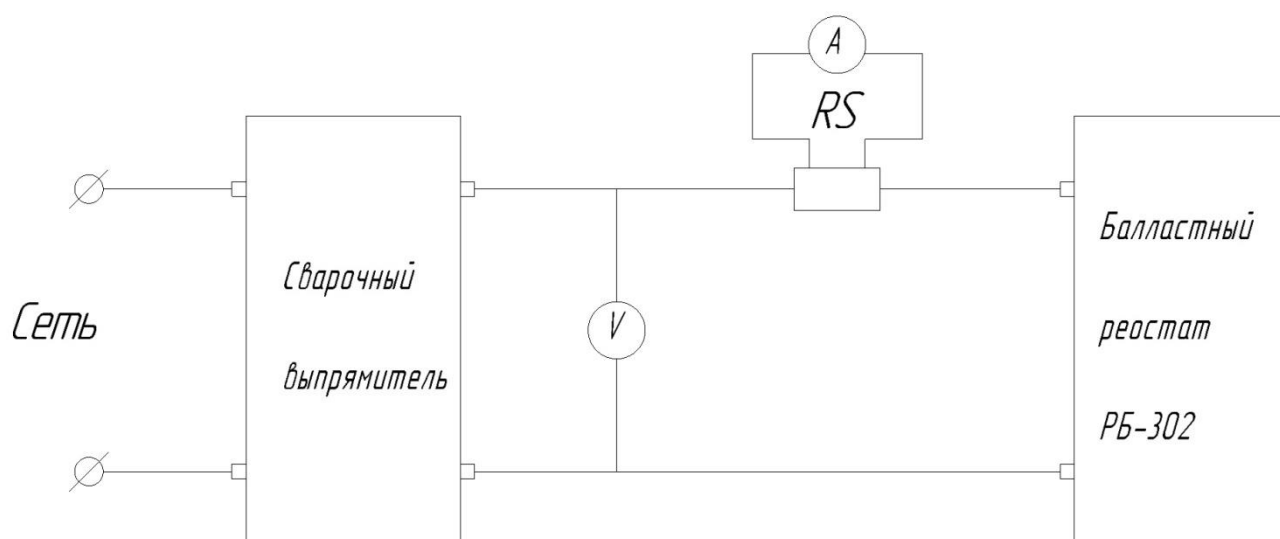 A
RS
Сеть
Сварочный
выпрямитель
V
Балластный
реостат
РБ-302